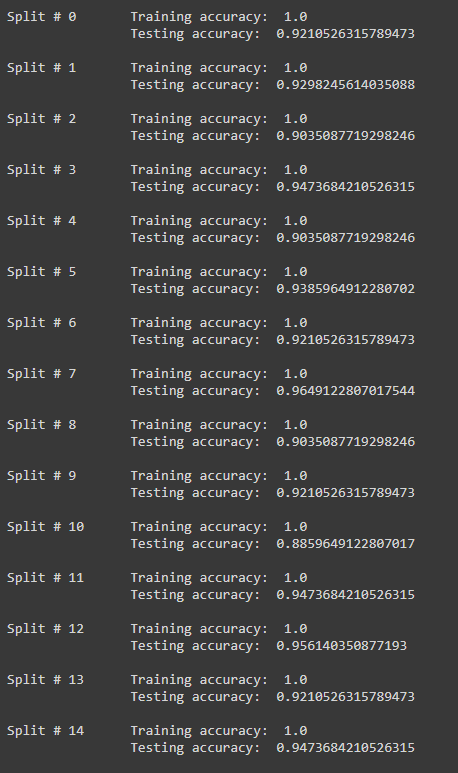 Split # 0 Training accuracy: 1.0
Testing accuracy: 0.9210526315789473
Split # 1 Training accuracy: 1.0
Testing accuracy: 0.9298245614035088
Split # 2 Training accuracy: 1.0
Testing accuracy: 0.9035087719298246
Split # 3 Training accuracy: 1.0
Testing accuracy: 0.9473684210526315
Split # 4 Training accuracy: 1.0
Testing accuracy: 0.9035087719298246
Split # 5 Training accuracy: 1.0
Testing accuracy: 0.9385964912280702
Split # 6 Training accuracy: 1.0
Testing accuracy: 0.9210526315789473
Split # 7 Training accuracy: 1.0
Testing accuracy: 0.9649122807017544
Split # 8 Training accuracy: 1.0
Testing accuracy: 0.9035087719298246
Split # 9 Training accuracy: 1.0
Testing accuracy: 0.9210526315789473
Split # 10 Training accuracy: 1.0
Testing accuracy: 0.8859649122807017
Split # 11 Training accuracy: 1.0
Testing accuracy: 0.9473684210526315
Split # 12 Training accuracy: 1.0
Testing accuracy: 0.956140350877193
Split # 13 Training accuracy: 1.0
Testing accuracy: 0.9210526315789473
Split # 14 Training accuracy: 1.0
Testing accuracy: 0.9473684210526315